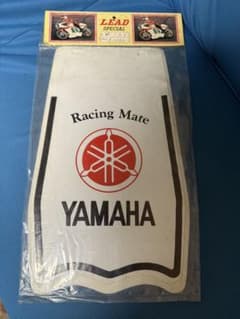 LEAD
SPECIAL
Racing Mate
YAMAHA